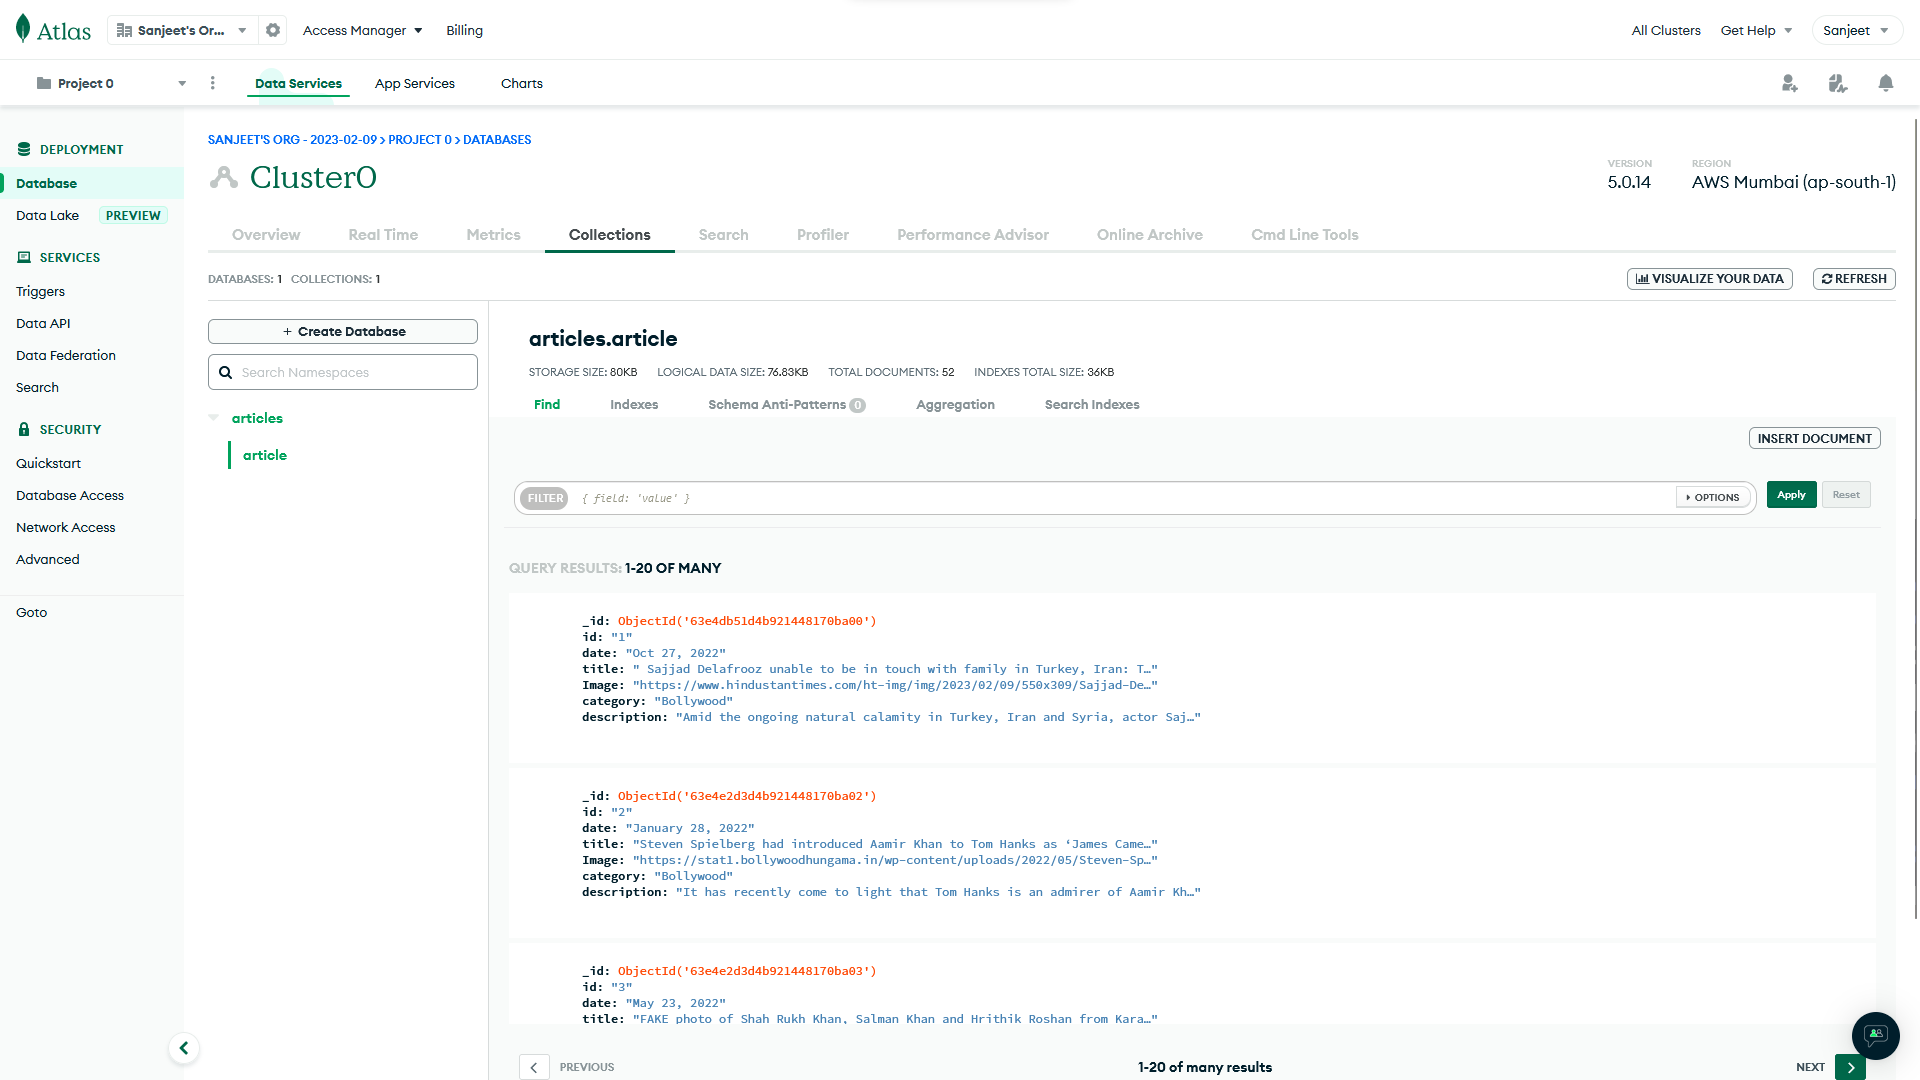 Atlas
Sanjeet's Or...
Access Manager
Billing
All Clusters
Get Help
Sanjeet
Project 0
Data Services
App Services
Charts
DEPLOYMENT
Database
Data Lake PREVIEW
SERVICES
Triggers
Data API
Data Federation
Search
SECURITY
Quickstart
Database Access
Network Access
Advanced
Goto
SANJEET'S ORG - 2023-02-09 > PROJECT 0 > DATABASES
Cluster0
VERSION
5.0.14
REGION
AWS Mumbai (ap-south-1)
Overview Real Time Metrics Collections Search Profiler Performance Advisor Online Archive Cmd Line Tools
DATABASES: 1 COLLECTIONS: 1
VISUALIZE YOUR DATA
REFRESH
+ Create Database
Search Namespaces
articles
article
articles.article
STORAGE SIZE: 80KB LOGICAL DATA SIZE: 76.83KB TOTAL DOCUMENTS: 52 INDEXES TOTAL SIZE: 36KB
Find Indexes Schema Anti-Patterns 0 Aggregation Search Indexes
INSERT DOCUMENT
FILTER { field: 'value' } OPTIONS Apply Reset
QUERY RESULTS: 1-20 OF MANY
_id: ObjectId('63e4db51d4b921448170ba00')
id: "1"
date: "Oct 27, 2022"
title: " Sajjad Delafrooz unable to be in touch with family in Turkey, Iran: T…"
Image: "https://www.hindustantimes.com/ht-img/img/2023/02/09/550x309/Sajjad-De…"
category: "Bollywood"
description: "Amid the ongoing natural calamity in Turkey, Iran and Syria, actor Saj…"
_id: ObjectId('63e4e2d3d4b921448170ba02')
id: "2"
date: "January 28, 2022"
title: "Steven Spielberg had introduced Aamir Khan to Tom Hanks as ‘James Came…"
Image: "https://stat1.bollywoodhungama.in/wp-content/uploads/2022/05/Steven-Sp…"
category: "Bollywood"
description: "It has recently come to light that Tom Hanks is an admirer of Aamir Kh…"
_id: ObjectId('63e4e2d3d4b921448170ba03')
id: "3"
date: "May 23, 2022"
title: "FAKE photo of Shah Rukh Khan, Salman Khan and Hrithik Roshan from Kara…"
PREVIOUS
1-20 of many results
NEXT